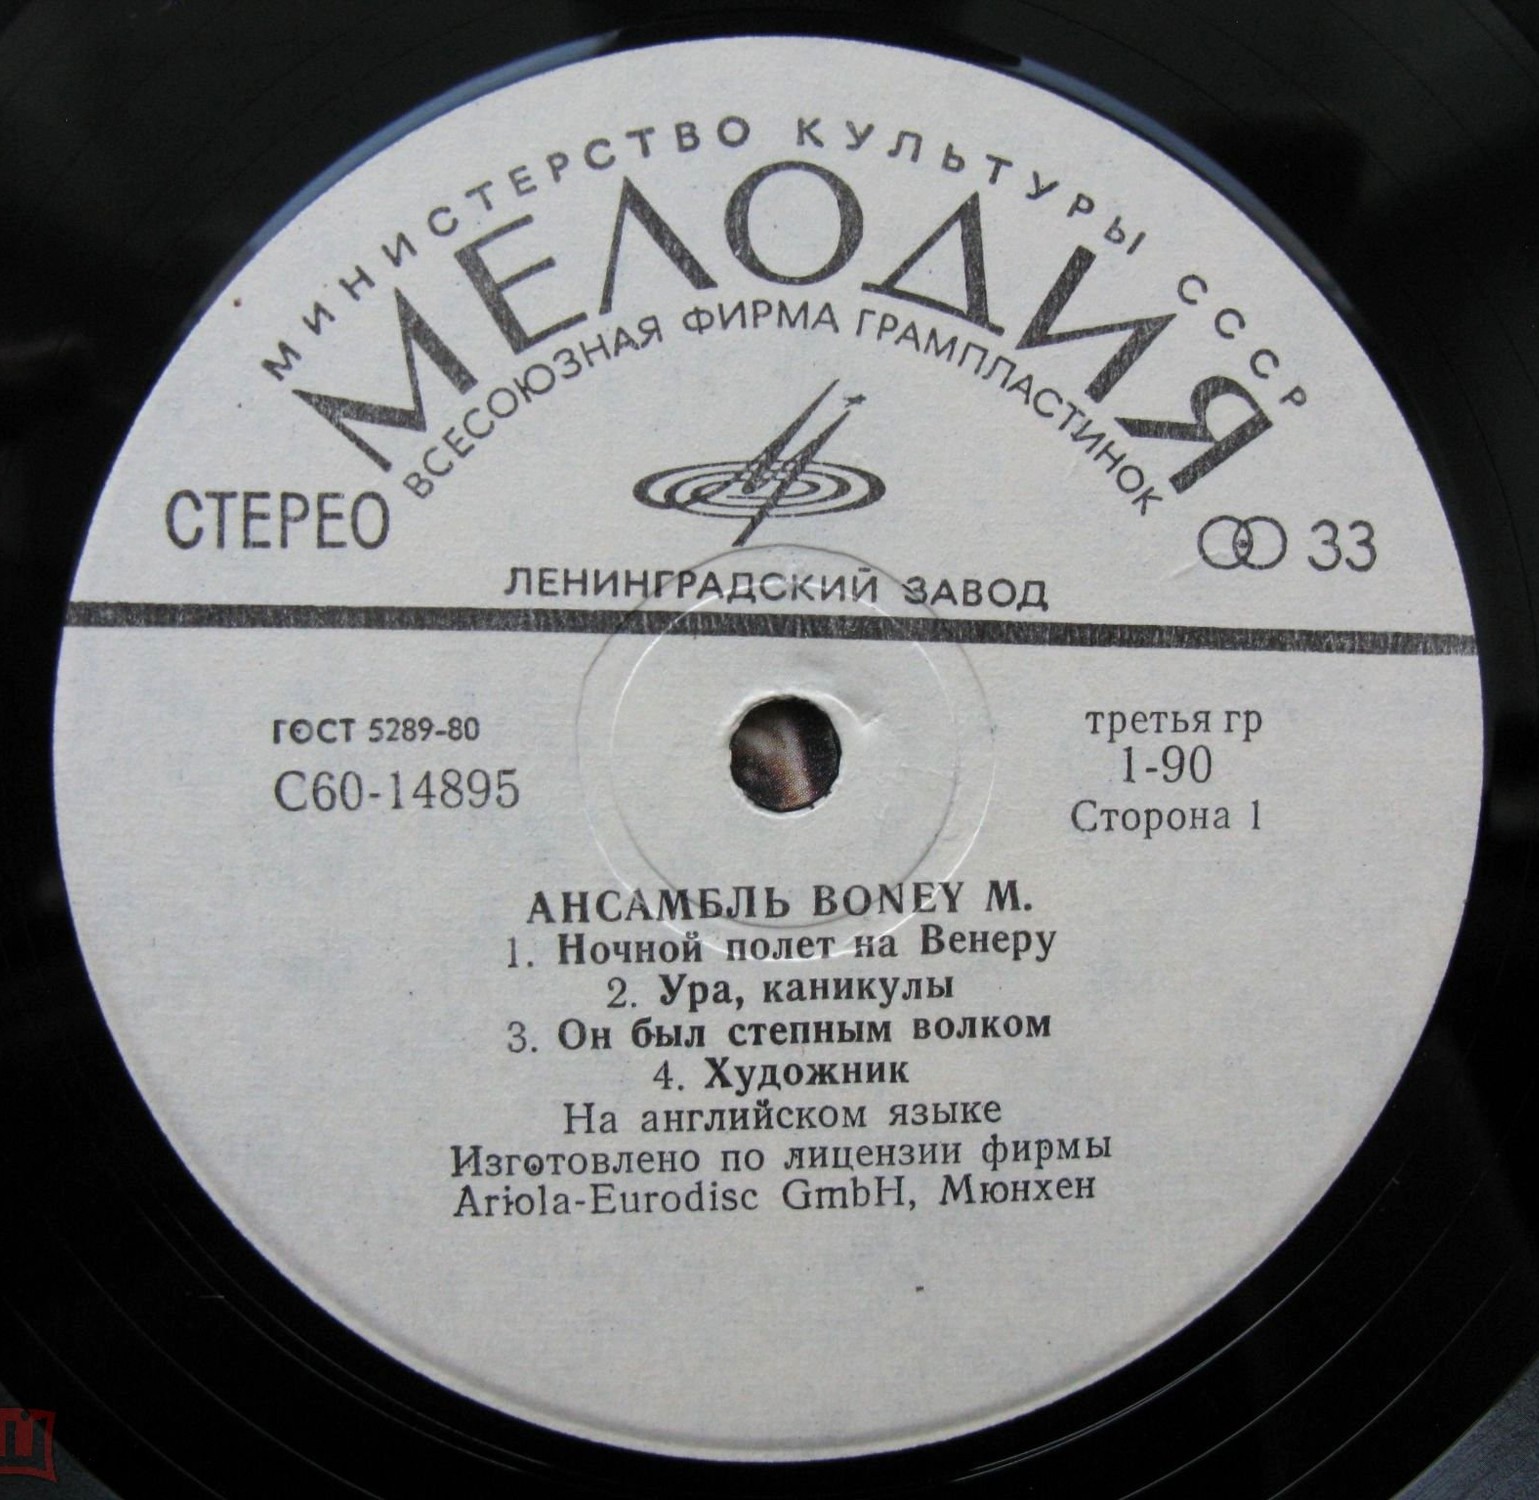 МИНИСТЕРСТВО КУЛЬТУРЫ СССР
МЕЛОДИЯ
ВСЕСОЮЗНАЯ ФИРМА ГРАМПЛАСТИНОК
СТЕРЕО
33
ЛЕНИНГРАДСКИЙ ЗАВОД
ГОСТ 5289-80
третья гр
С60-14895
1-90
Сторона 1
АНСАМБЛЬ BONEY M.
1. Ночной полет на Венеру
2. Ура, каникулы
3. Он был степным волком
4. Художник
На английском языке
Изготовлено по лицензии фирмы
Ariola-Eurodisc GmbH, Мюнхен